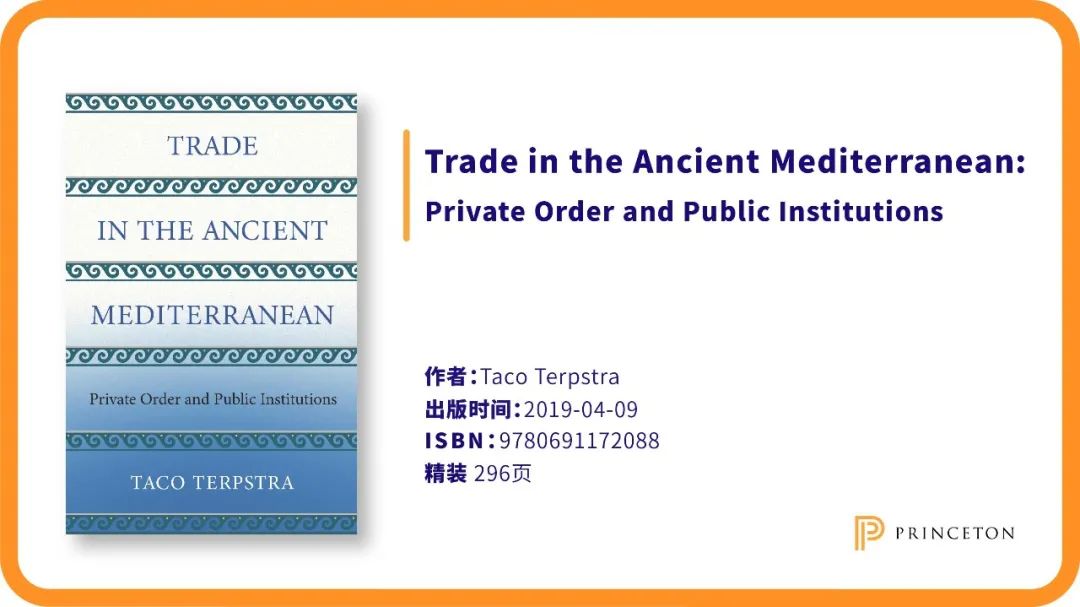 TRADE
IN THE ANCIENT
MEDITERRANEAN
Private Order and Public Institutions
TACO TERPSTRA
Trade in the Ancient Mediterranean:
Private Order and Public Institutions
作者:Taco Terpstra
出版时间:2019-04-09
ISBN:9780691172088
精装 296页
PRINCETON